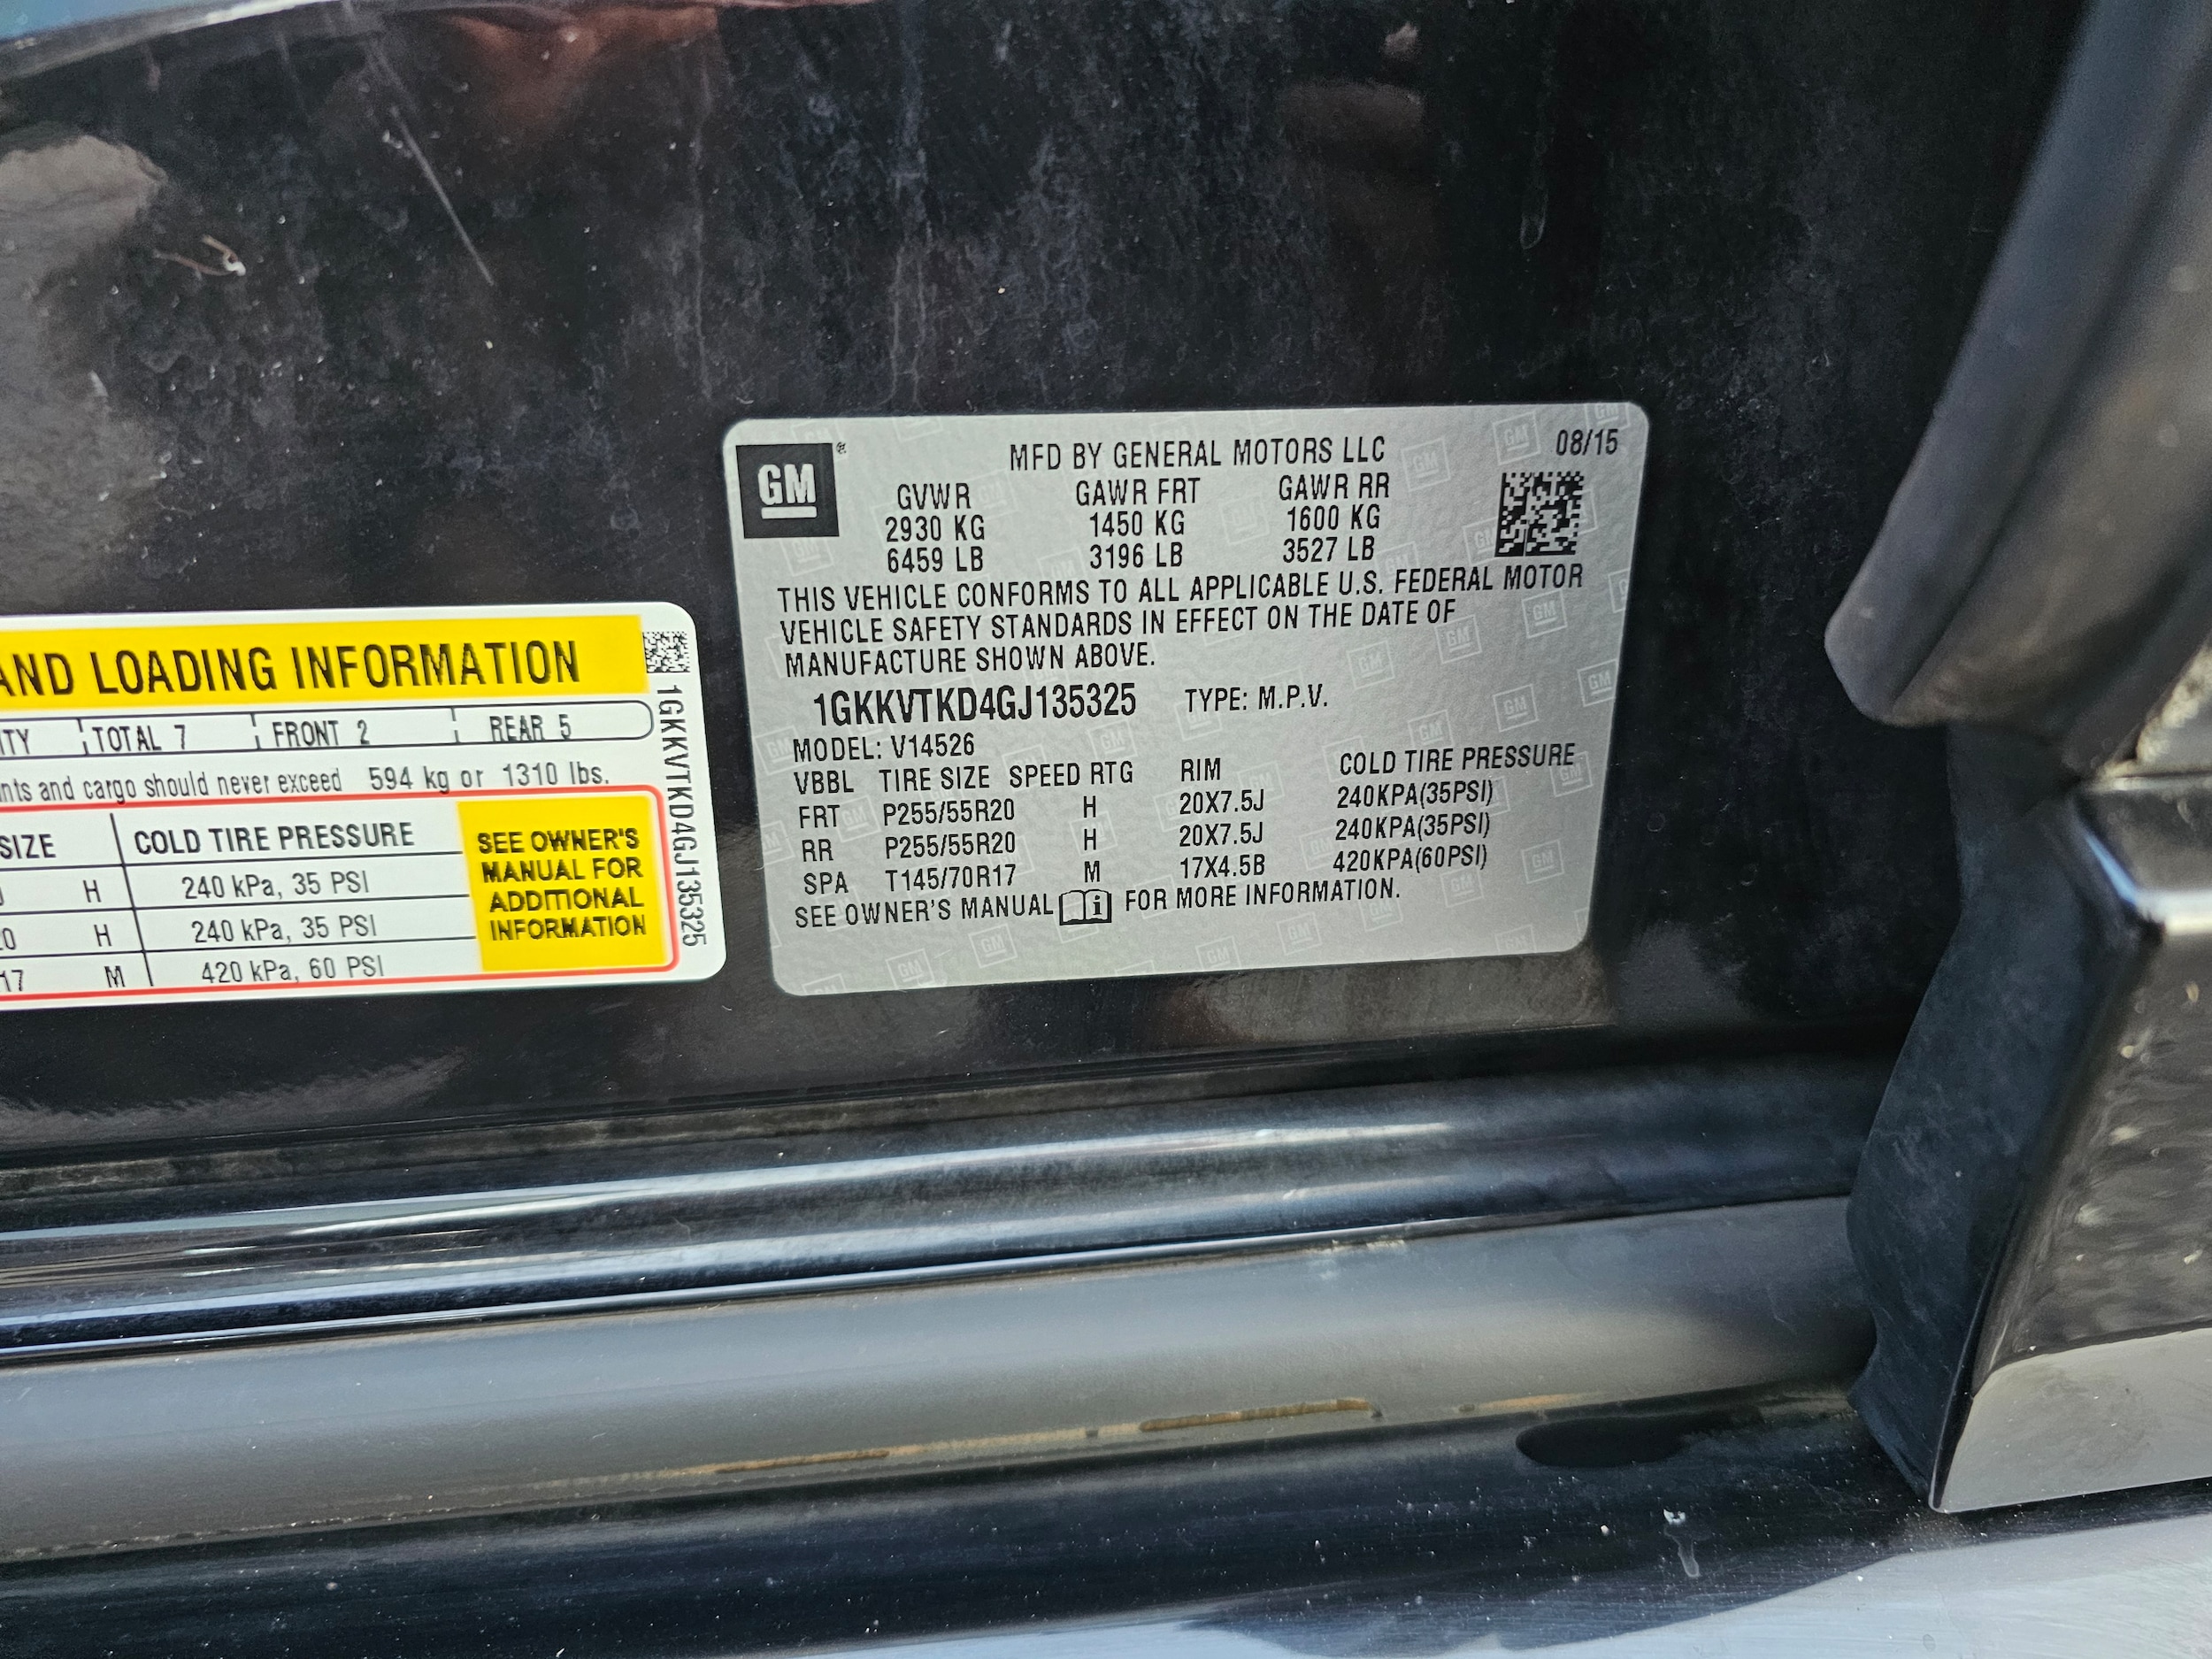 AND LOADING INFORMATION
TOTAL 7 FRONT 2 REAR 5
and cargo should never exceed 594 kg or 1310 lbs.
SIZE COLD TIRE PRESSURE
H 240 kPa, 35 PSI
H 240 kPa, 35 PSI
17 M 420 kPa, 60 PSI
SEE OWNER'S
MANUAL FOR
ADDITIONAL
INFORMATION
1GKKVTKD4GJ135325
GM®
MFD BY GENERAL MOTORS LLC 08/15
GVWR GAWR FRT GAWR RR
2930 KG 1450 KG 1600 KG
6459 LB 3196 LB 3527 LB
THIS VEHICLE CONFORMS TO ALL APPLICABLE U.S. FEDERAL MOTOR
VEHICLE SAFETY STANDARDS IN EFFECT ON THE DATE OF
MANUFACTURE SHOWN ABOVE.
1GKKVTKD4GJ135325 TYPE: M.P.V.
MODEL: V14526
VBBL TIRE SIZE SPEED RTG RIM COLD TIRE PRESSURE
FRT P255/55R20 H 20X7.5J 240KPA(35PSI)
RR P255/55R20 H 20X7.5J 240KPA(35PSI)
SPA T145/70R17 M 17X4.5B 420KPA(60PSI)
SEE OWNER'S MANUAL FOR MORE INFORMATION.